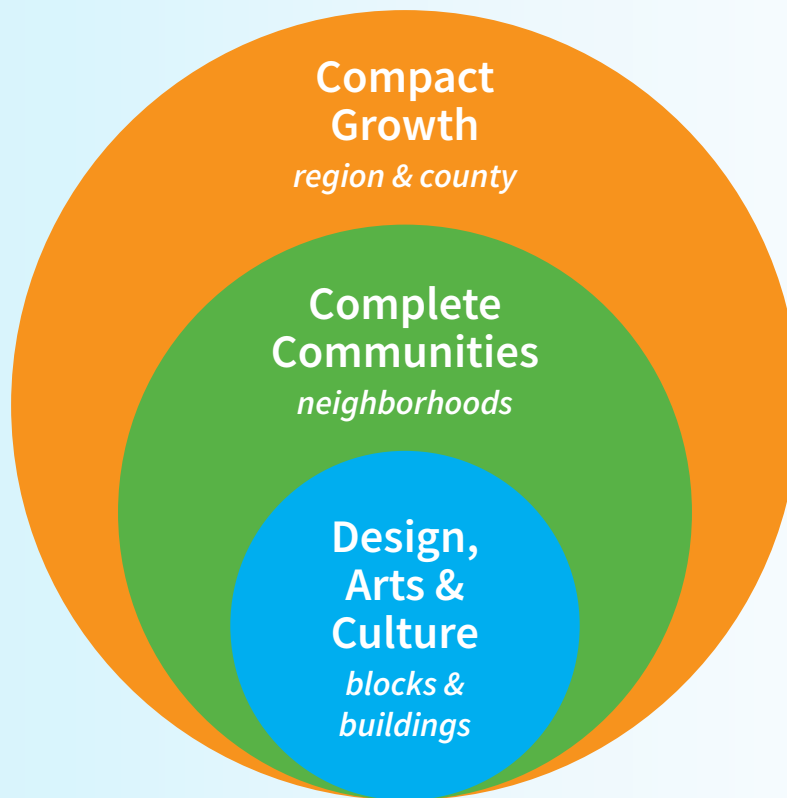 Compact
Growth
region & county
Complete
Communities
neighborhoods
Design,
Arts &
Culture
blocks &
buildings